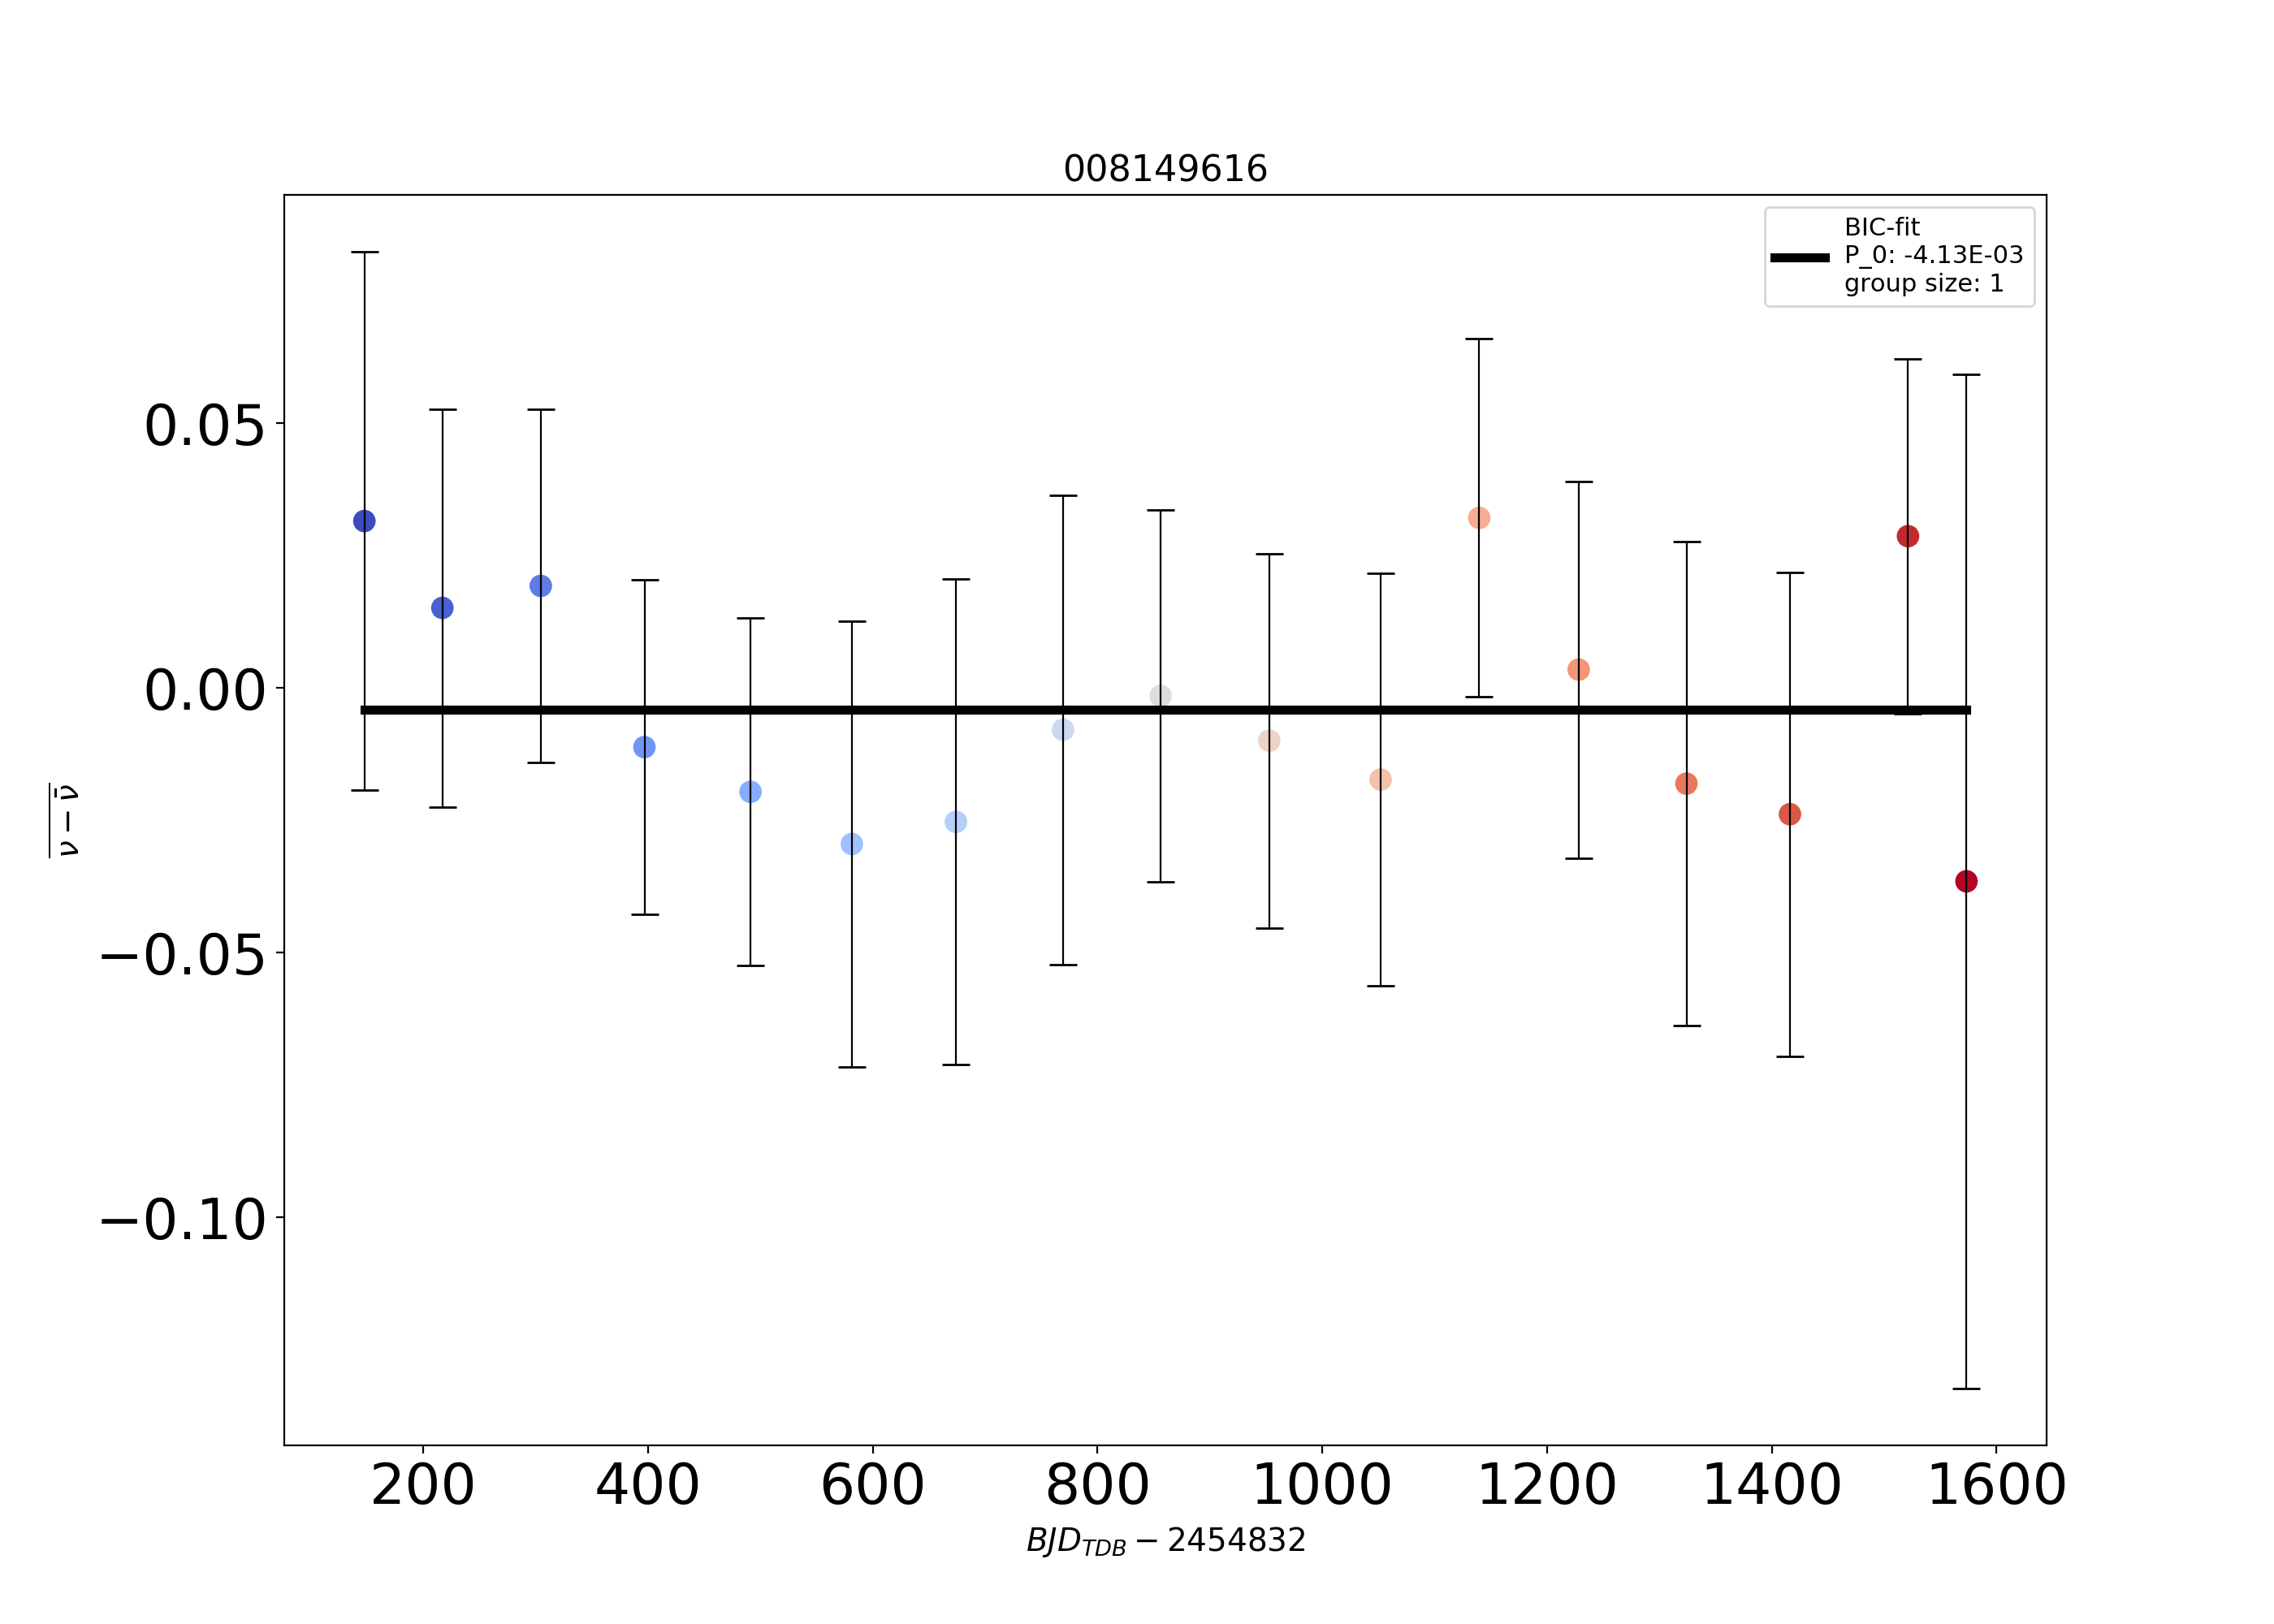 008149616
BIC-fit
P_0: -4.13E-03
group size: 1
0.05
0.00
−0.05
−0.10
ν − ν̄
200 400 600 800 1000 1200 1400 1600
BJD_TDB − 2454832